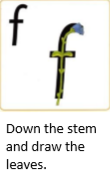 f
f
Down the stem
and draw the
leaves.